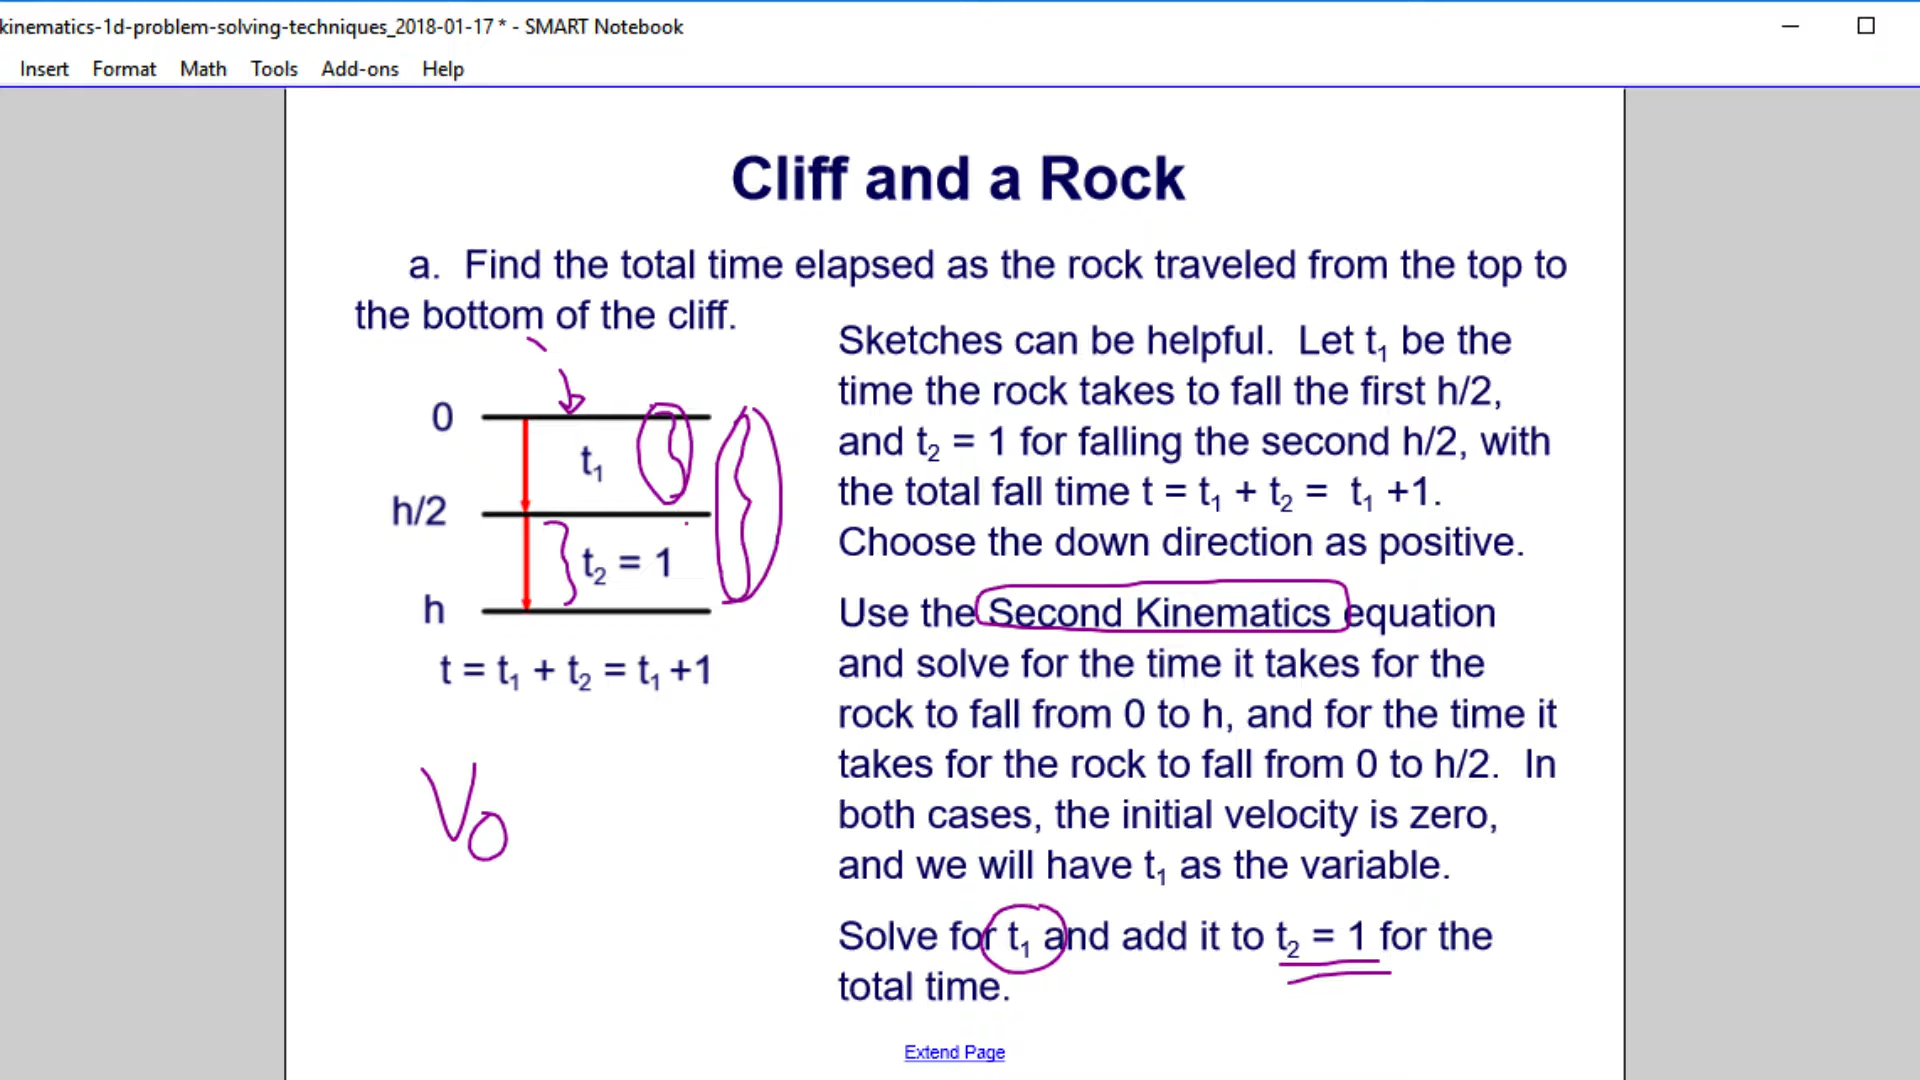 kinematics-1d-problem-solving-techniques_2018-01-17 * - SMART Notebook
Insert Format Math Tools Add-ons Help
Cliff and a Rock
a. Find the total time elapsed as the rock traveled from the top to
the bottom of the cliff.
0
t₁
h/2
t₂ = 1
h
t = t₁ + t₂ = t₁ +1
V₀
Sketches can be helpful. Let t₁ be the
time the rock takes to fall the first h/2,
and t₂ = 1 for falling the second h/2, with
the total fall time t = t₁ + t₂ = t₁ +1.
Choose the down direction as positive.
Use the Second Kinematics equation
and solve for the time it takes for the
rock to fall from 0 to h, and for the time it
takes for the rock to fall from 0 to h/2. In
both cases, the initial velocity is zero,
and we will have t₁ as the variable.
Solve for t₁ and add it to t₂ = 1 for the
total time.
Extend Page